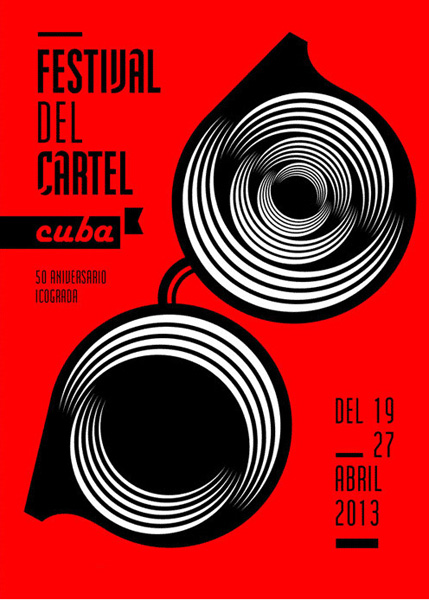 FESTIVAL
DEL
CARTEL
cuba
50 ANIVERSARIO
ICOGRADA
DEL 19
27
ABRIL
2013